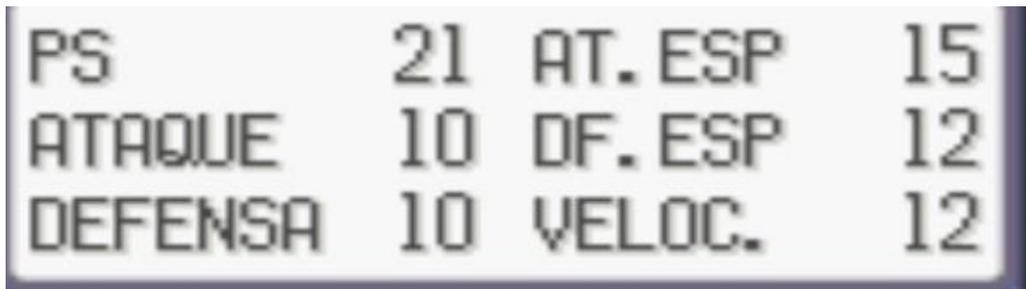 PS 21 AT.ESP 15
ATAQUE 10 DF.ESP 12
DEFENSA 10 VELOC. 12